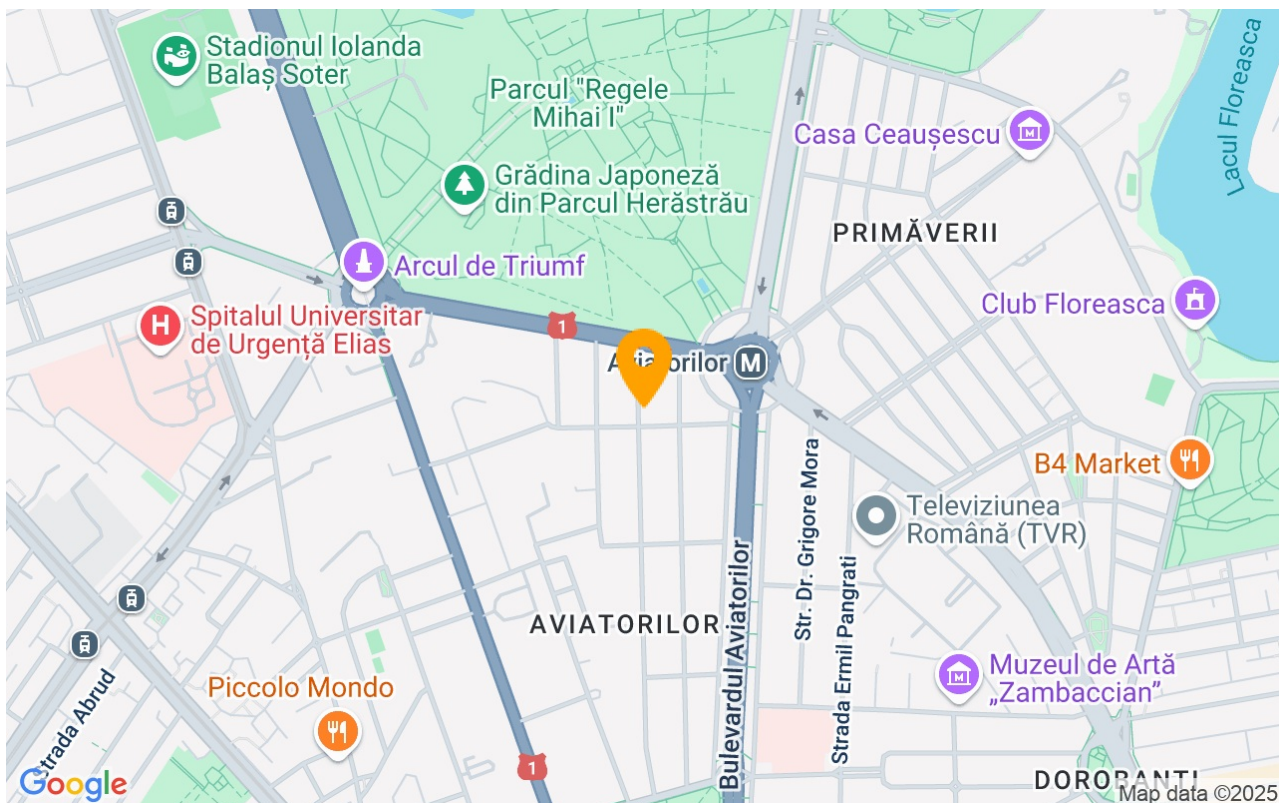 Stadionul Iolanda
Balaș Soter
Parcul "Regele
Mihai I"
Lacul Floreasca
Casa Ceaușescu
M
Grădina Japoneză
din Parcul Herăstrău
PRIMĂVERII
Arcul de Triumf
Club Floreasca
H
Spitalul Universitar
de Urgență Elias
1
Aviatorilor
M
B4 Market
Str. Dr. Grigore Mora
Televiziunea
Română (TVR)
Bulevardul Aviatorilor
Strada Ermil Pangrati
AVIATORILOR
Muzeul de Artă
„Zambaccian”
M
Piccolo Mondo
Strada Abrud
1
Google
DOROBANȚI
Map data ©2025